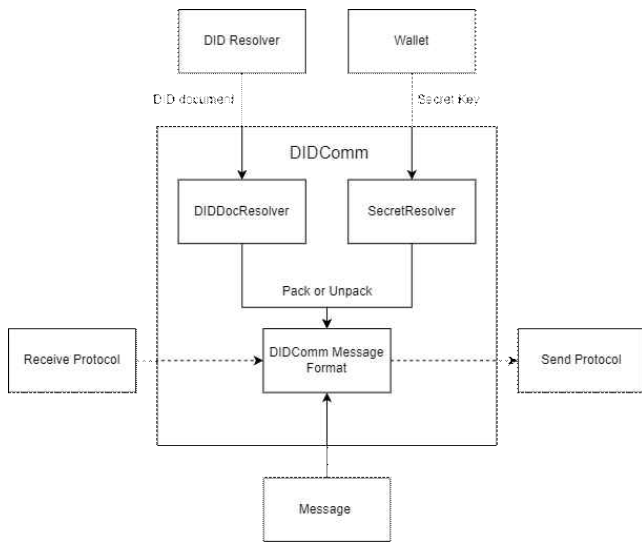 DID Resolver
Wallet
DID document
Secret Key
DIDComm
DIDDocResolver
SecretResolver
Pack or Unpack
Receive Protocol
DIDComm Message
Format
Send Protocol
Message